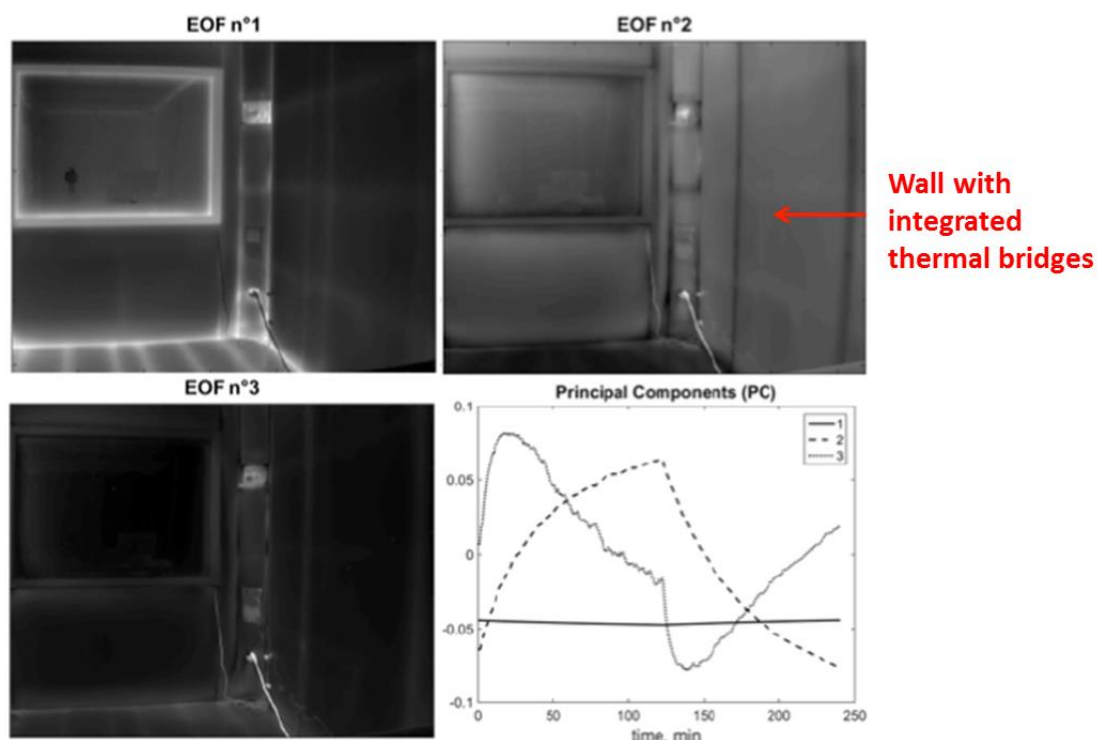 EOF n°1
EOF n°2
Wall with
integrated
thermal bridges
EOF n°3
Principal Components (PC)
0.1
0.05
0
-0.05
-0.1
1
2
3
0
50
100
150
200
250
time, min